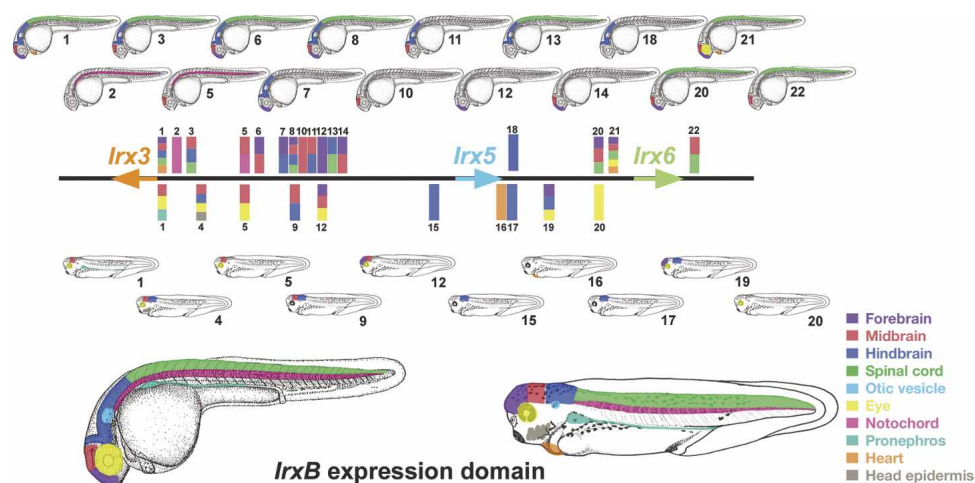 1 3 6 8 11 13 18 21
2 5 7 10 12 14 20 22
18
1 2 3 5 6 7 8 10 11 12 13 14 20 21 22
Irx3 Irx5 Irx6
1 4 5 9 12 15 16 17 19 20
1 5 12 16 19
4 9 15 17 20
Forebrain
Midbrain
Hindbrain
Spinal cord
Otic vesicle
Eye
Notochord
Pronephros
Heart
Head epidermis
IrxB expression domain